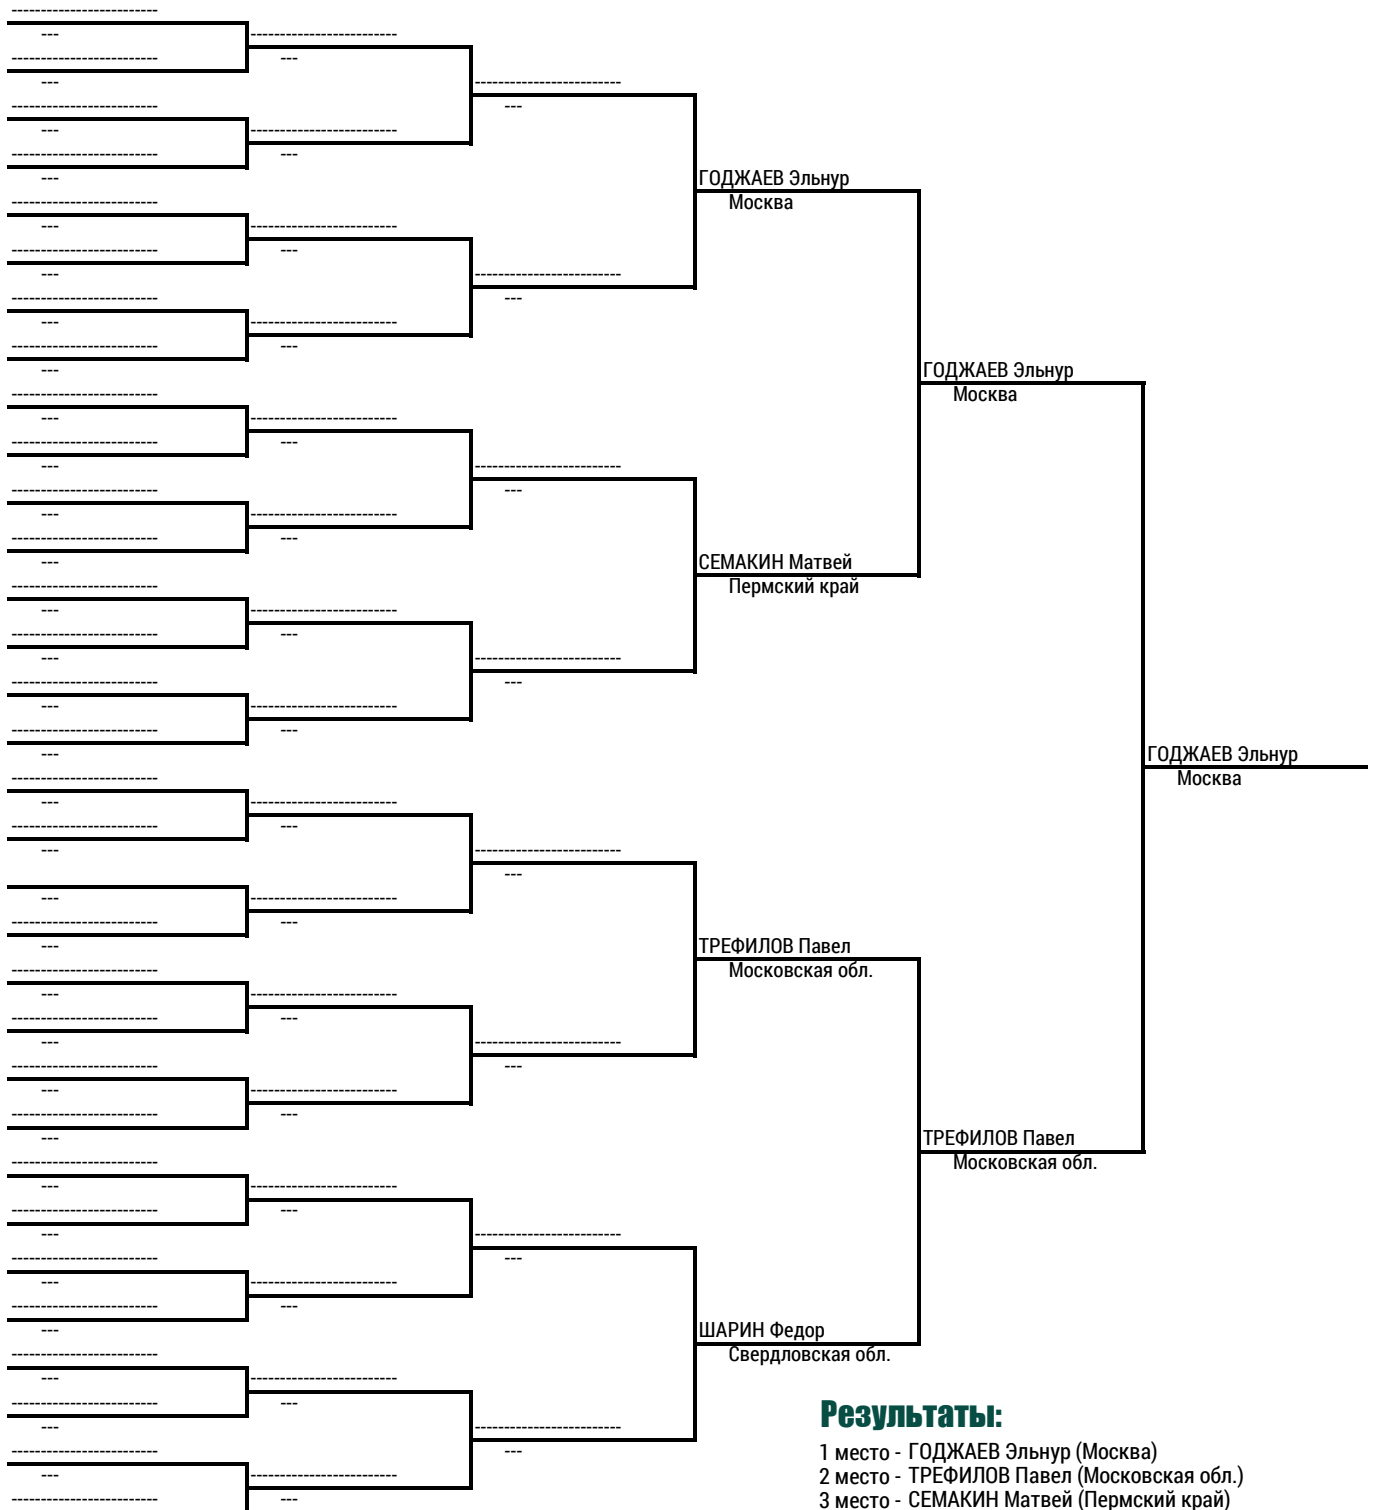 ГОДЖАЕВ Эльнур
Москва
ГОДЖАЕВ Эльнур
Москва
СЕМАКИН Матвей
Пермский край
ГОДЖАЕВ Эльнур
Москва
ТРЕФИЛОВ Павел
Московская обл.
ТРЕФИЛОВ Павел
Московская обл.
ШАРИН Федор
Свердловская обл.
Результаты:
1 место - ГОДЖАЕВ Эльнур (Москва)
2 место - ТРЕФИЛОВ Павел (Московская обл.)
3 место - СЕМАКИН Матвей (Пермский край)